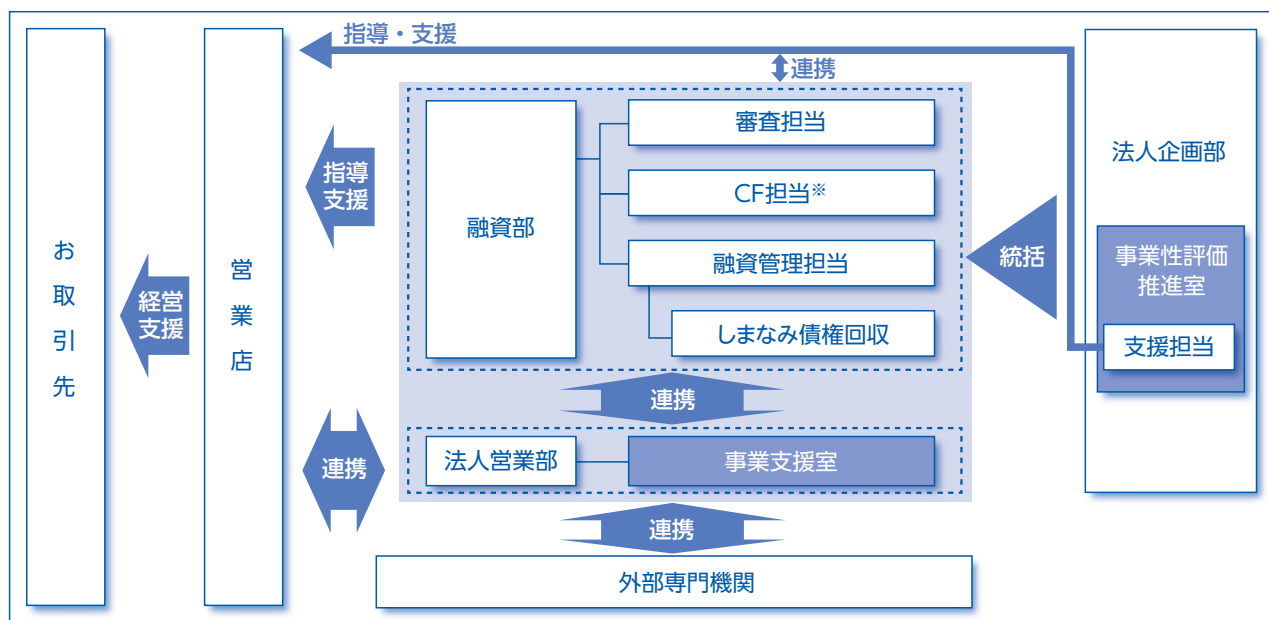 お取引先
経営
支援
営業店
指導・支援
連携
指導
支援
融資部
審査担当
CF担当※
融資管理担当
しまなみ債権回収
統括
法人企画部
事業性評価
推進室
支援担当
連携
連携
法人営業部
事業支援室
連携
外部専門機関